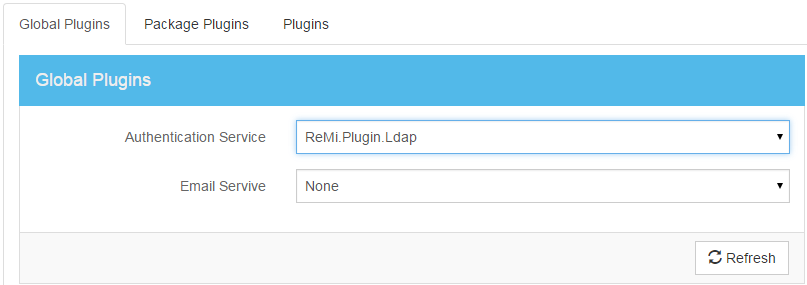 Global Plugins Package Plugins Plugins
Global Plugins
Authentication Service ReMi.Plugin.Ldap
Email Servive None
Refresh